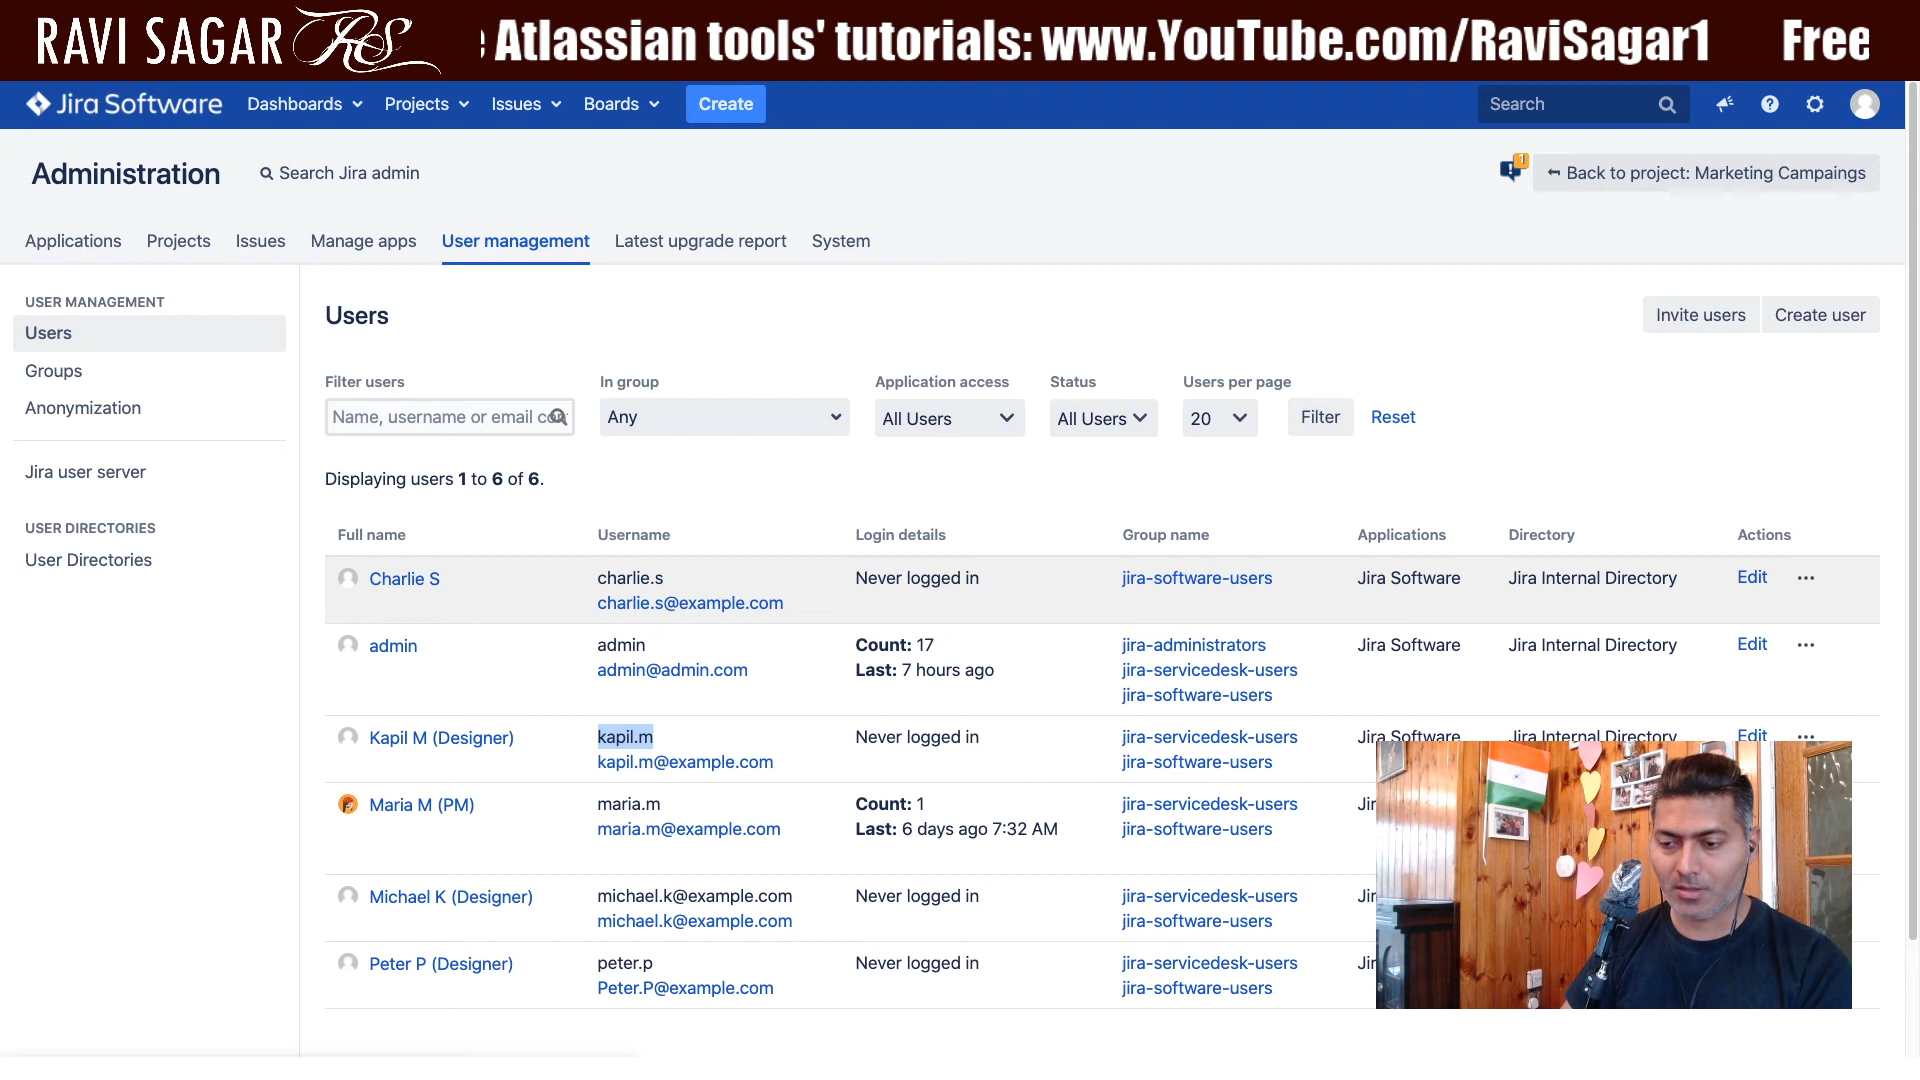 RAVI SAGAR RS Atlassian tools' tutorials: www.YouTube.com/RaviSagar1 Free
Jira Software Dashboards Projects Issues Boards Create Search
Administration Search Jira admin 1 Back to project: Marketing Campaings
Applications Projects Issues Manage apps User management Latest upgrade report System
USER MANAGEMENT
Users
Groups
Anonymization
Jira user server
USER DIRECTORIES
User Directories
Users Invite users Create user
Filter users In group Application access Status Users per page
Name, username or email Any All Users All Users 20 Filter Reset
Displaying users 1 to 6 of 6.
Full name Username Login details Group name Applications Directory Actions
Charlie S charlie.s Never logged in jira-software-users Jira Software Jira Internal Directory Edit
charlie.s@example.com
admin admin Count: 17 jira-administrators Jira Software Jira Internal Directory Edit
admin@admin.com Last: 7 hours ago jira-servicedesk-users
jira-software-users
Kapil M (Designer) kapil.m Never logged in jira-servicedesk-users Jira Software Jira Internal Directory Edit
kapil.m@example.com jira-software-users
Maria M (PM) maria.m Count: 1 jira-servicedesk-users
maria.m@example.com Last: 6 days ago 7:32 AM jira-software-users
Michael K (Designer) michael.k@example.com Never logged in jira-servicedesk-users
michael.k@example.com jira-software-users
Peter P (Designer) peter.p Never logged in jira-servicedesk-users
Peter.P@example.com jira-software-users